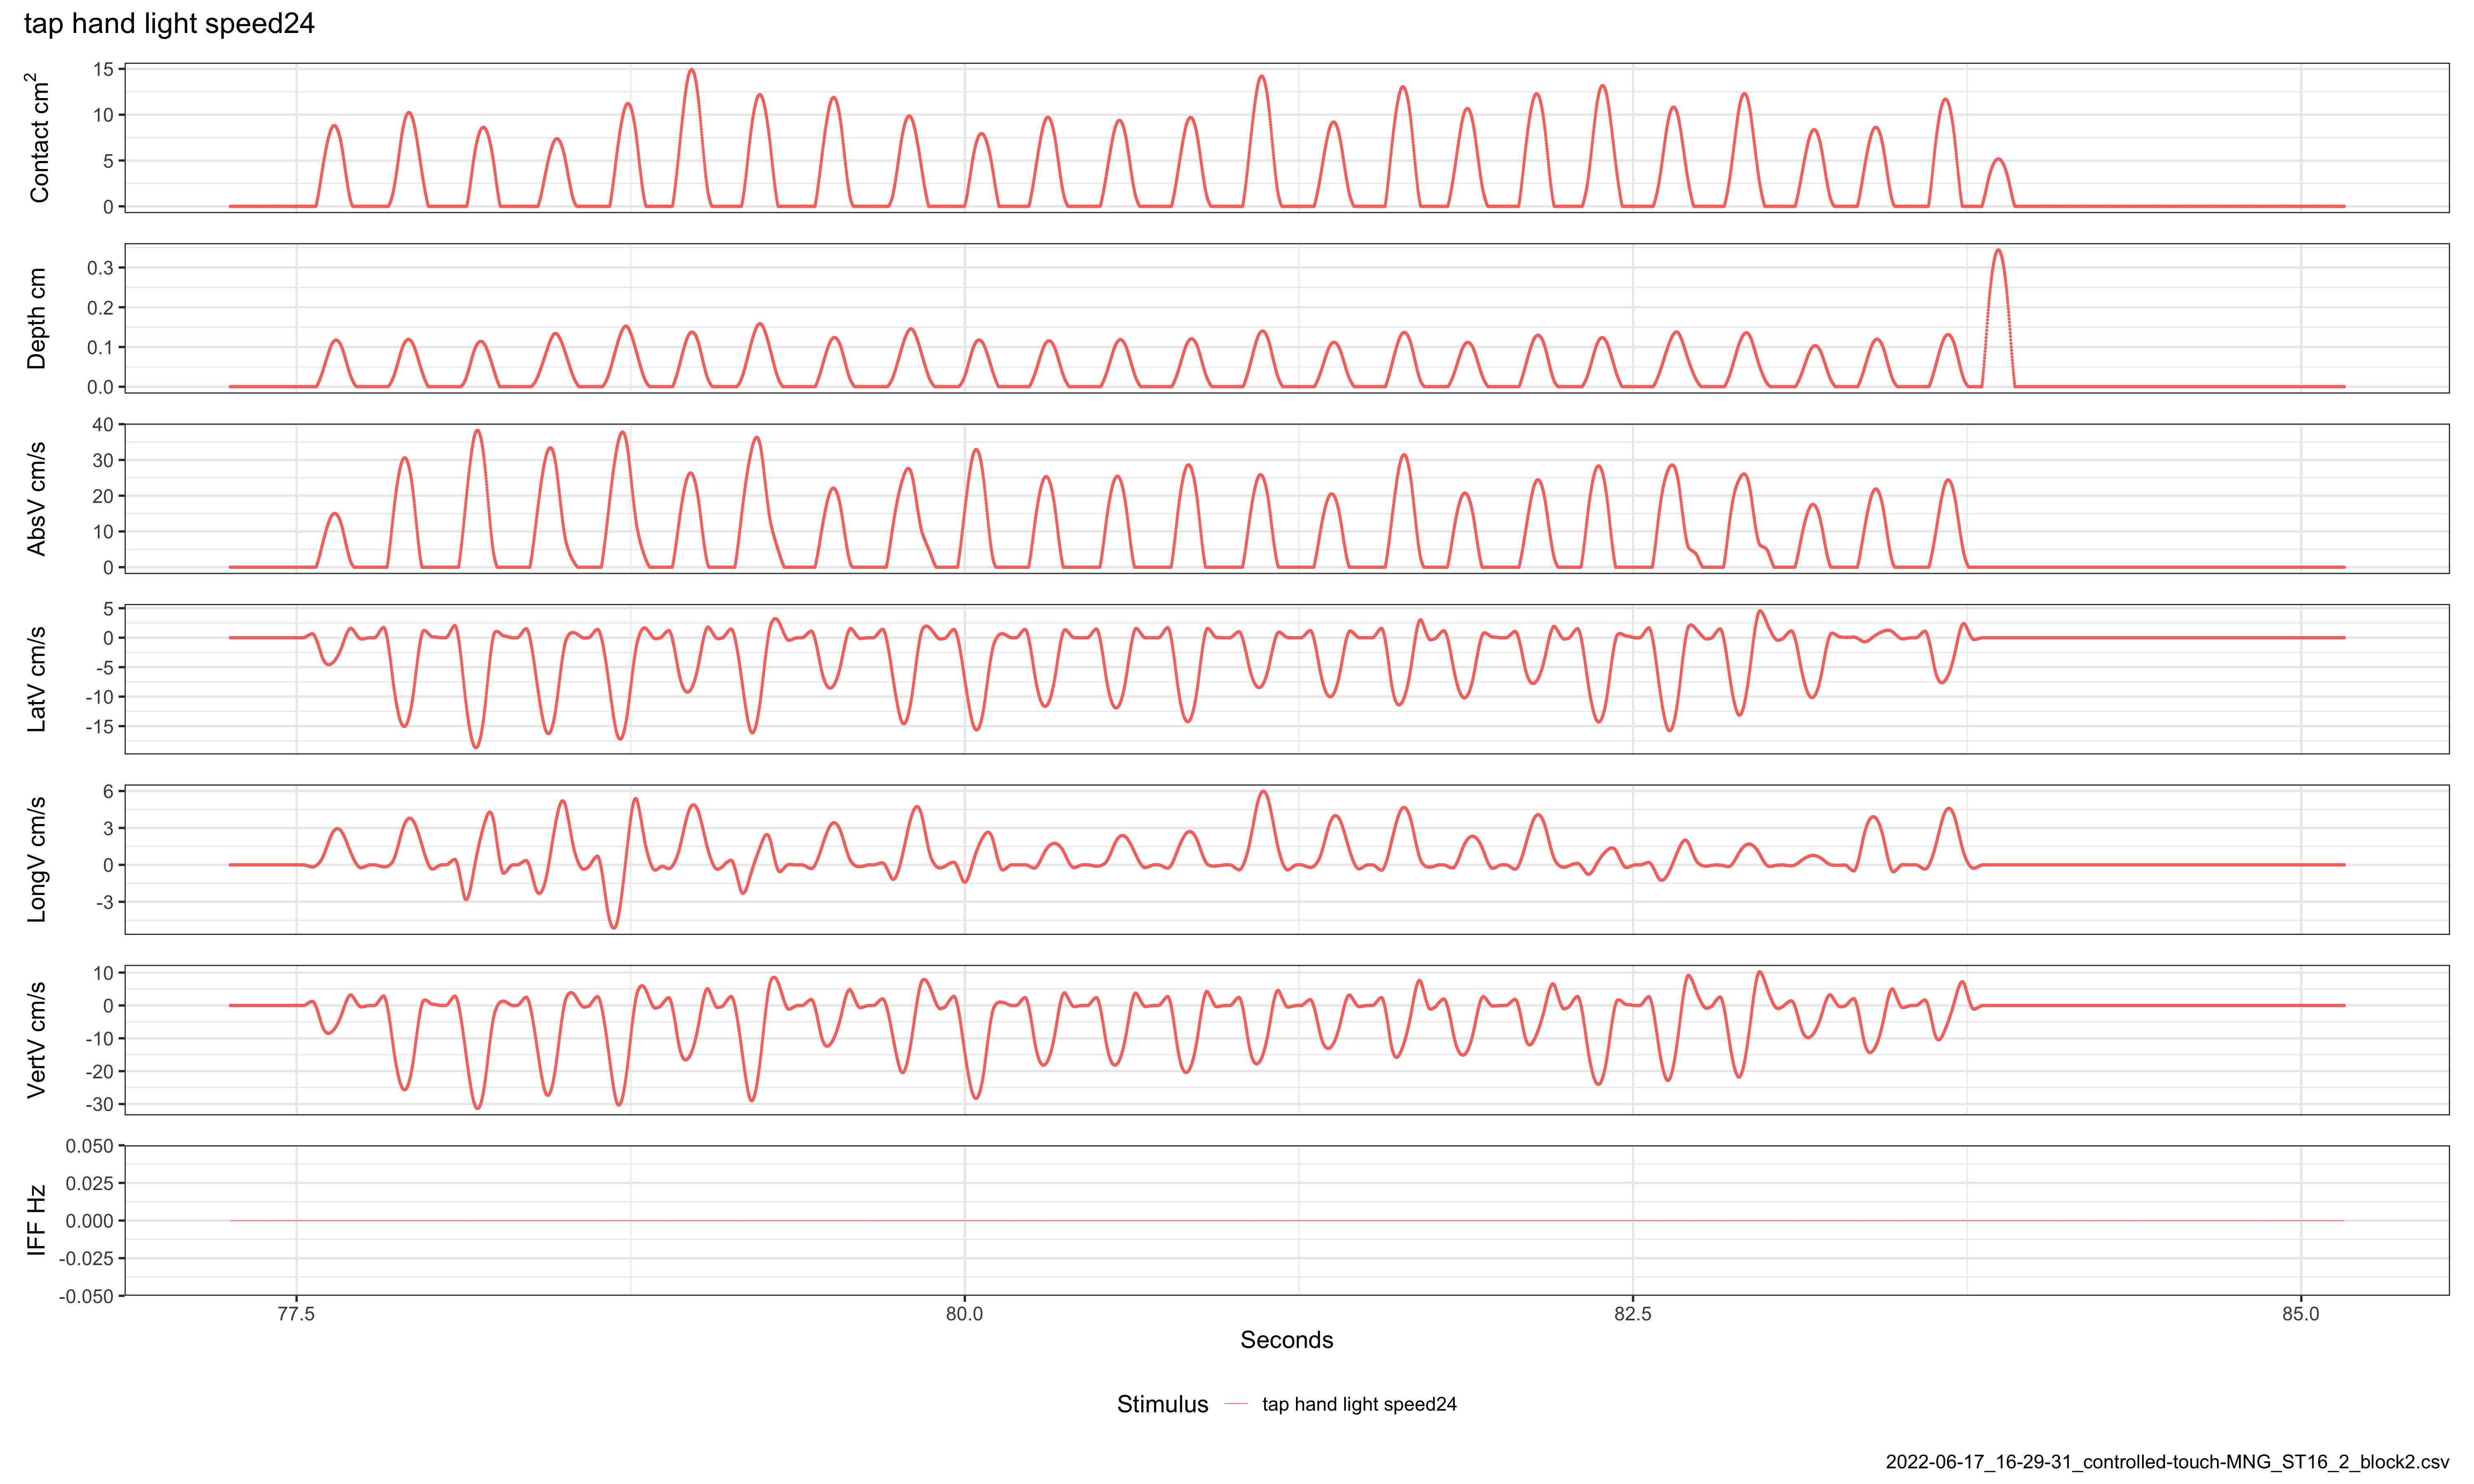 tap hand light speed24
Contact cm²
15
10
5
0
Depth cm
0.3
0.2
0.1
0.0
AbsV cm/s
40
30
20
10
0
LatV cm/s
5
0
-5
-10
-15
LongV cm/s
6
3
0
-3
VertV cm/s
10
0
-10
-20
-30
IFF Hz
0.050
0.025
0.000
-0.025
-0.050
77.5 80.0 82.5 85.0
Seconds
Stimulus tap hand light speed24
2022-06-17_16-29-31_controlled-touch-MNG_ST16_2_block2.csv